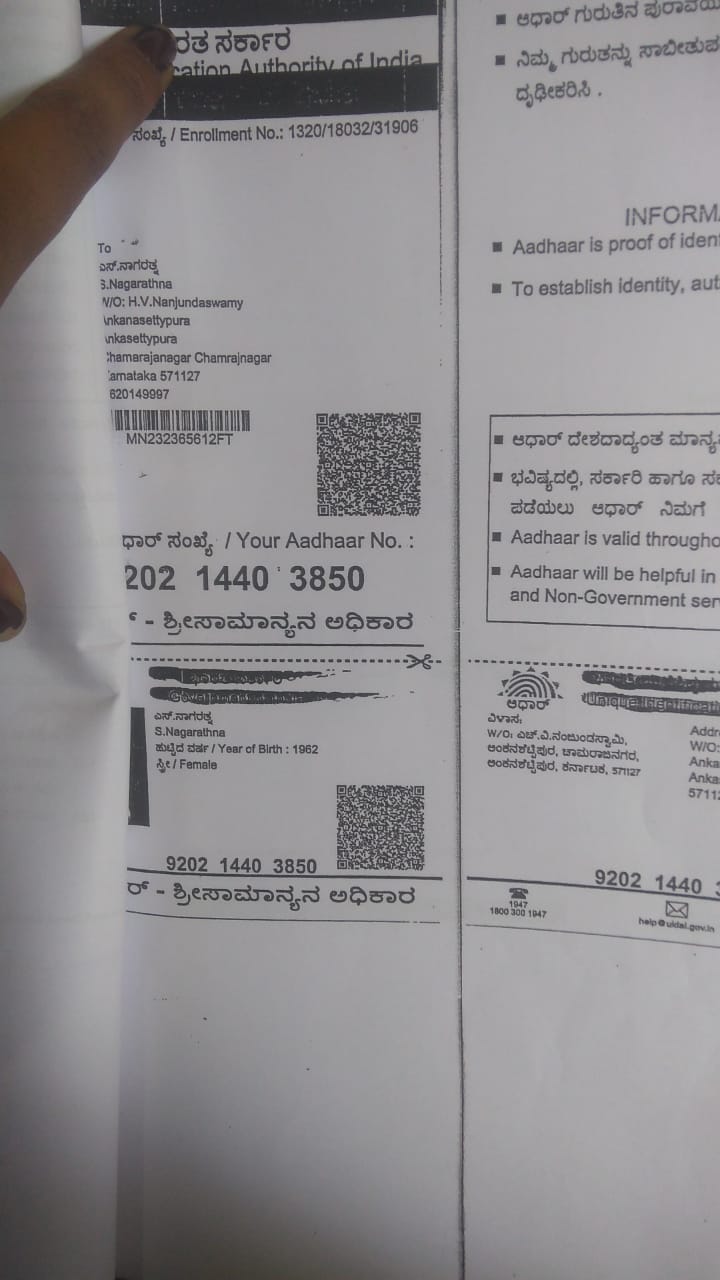 ರತ ಸರ್ಕಾರ
cation Authority of India
ಸಂಖ್ಯೆ / Enrollment No.: 1320/18032/31906
To
ಎಸ್.ನಾಗರತ್ನ
S.Nagarathna
W/O: H.V.Nanjundaswamy
Ankanasettypura
Ankasettypura
Chamarajanagar Chamrajnagar
Karnataka 571127
620149997
MN232365612FT
ಧಾರ್ ಸಂಖ್ಯೆ / Your Aadhaar No. :
202 1440 3850
- ಶ್ರೀಸಾಮಾನ್ಯನ ಅಧಿಕಾರ
ಎಸ್.ನಾಗರತ್ನ
S.Nagarathna
ಹುಟ್ಟಿದ ವರ್ಷ / Year of Birth : 1962
ಸ್ತ್ರೀ / Female
9202 1440 3850
ರ್ - ಶ್ರೀಸಾಮಾನ್ಯನ ಅಧಿಕಾರ
ಆಧಾರ್ ಗುರುತಿನ
ನಿಮ್ಮ ಗುರುತನ್ನು
ದೃಢೀಕರಿಸಿ .
INFORMA
Aadhaar is proof of iden
To establish identity, aut
ಆಧಾರ್ ದೇಶದಾದ್ಯಂತ ಮಾನ್ಯ
ಭವಿಷ್ಯದಲ್ಲಿ, ಸರ್ಕಾರಿ ಹಾಗೂ ಸ
ಪಡೆಯಲು ಆಧಾರ್ ನಿಮಗೆ
Aadhaar is valid througho
Aadhaar will be helpful in
and Non-Government ser
ಆಧಾರ್
ವಿಳಾಸ:
W/O: ಎಚ್.ವಿ.ನಂಜುಂಡಸ್ವಾಮಿ,
ಅಂಕನಶೆಟ್ಟಿಪುರ, ಚಾಮರಾಜನಗರ,
ಅಂಕನಶೆಟ್ಟಿಪುರ, ಕರ್ನಾಟಕ, 571127
Addr
W/O:
Anka
Anka
5711
9202 1440 3
1947
1800 300 1947
help@uidai.gov.in